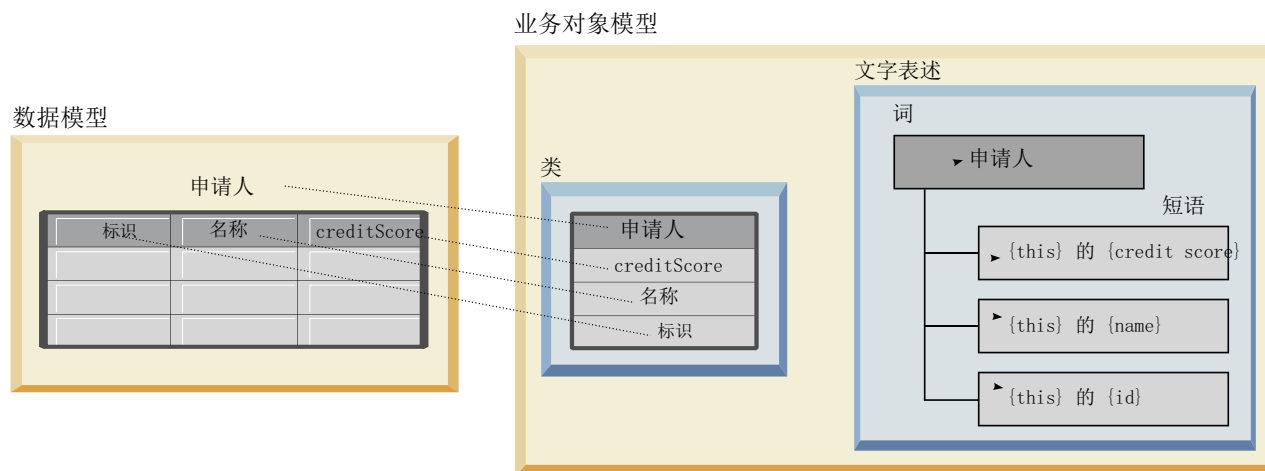 业务对象模型
文字表述
数据模型
词
申请人
类
申请人
短语
标识 名称 creditScore
申请人
{this} 的 {credit score}
creditScore
名称
{this} 的 {name}
标识
{this} 的 {id}